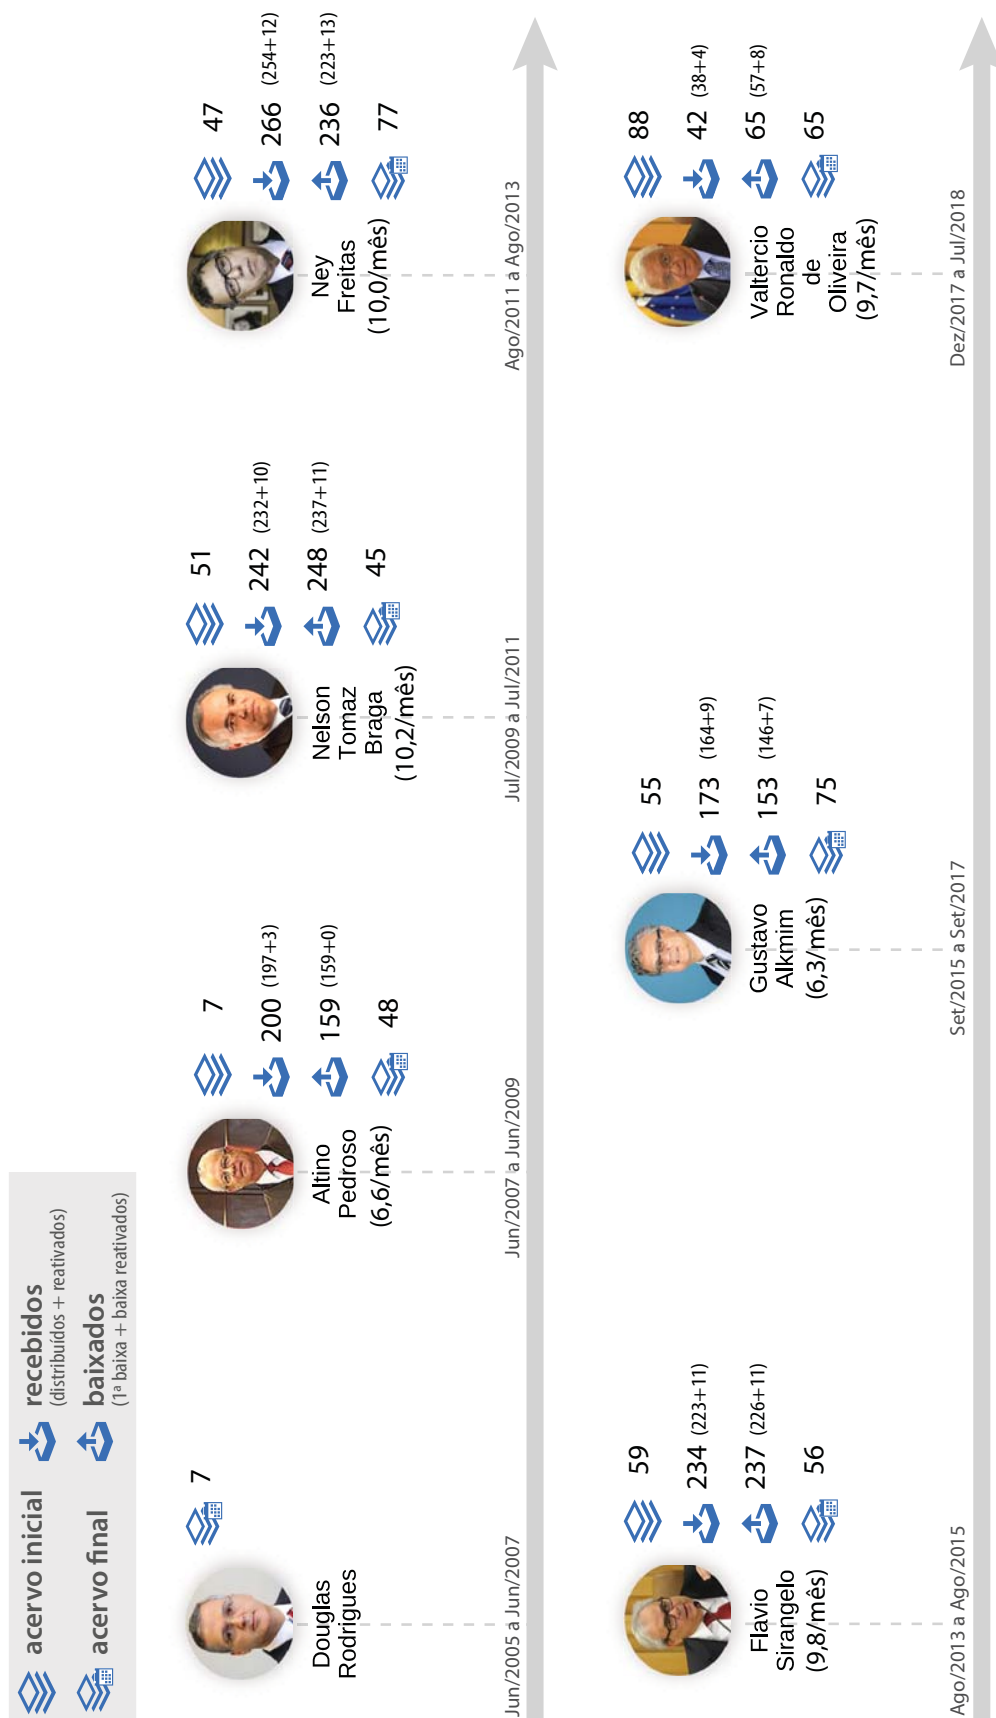 acervo inicial
recebidos
(distribuídos + reativados)
acervo final
baixados
(1ª baixa + baixa reativados)
7
Douglas
Rodrigues
Jun/2005 a Jun/2007
7
200 (197+3)
159 (159+0)
48
Altino
Pedroso
(6,6/mês)
Jun/2007 a Jun/2009
51
242 (232+10)
248 (237+11)
45
Nelson
Tomaz
Braga
(10,2/mês)
Jul/2009 a Jul/2011
47
266 (254+12)
236 (223+13)
77
Ney
Freitas
(10,0/mês)
Ago/2011 a Ago/2013
59
234 (223+11)
237 (226+11)
56
Flavio
Sirangelo
(9,8/mês)
Ago/2013 a Ago/2015
55
173 (164+9)
153 (146+7)
75
Gustavo
Alkmim
(6,3/mês)
Set/2015 a Set/2017
88
42 (38+4)
65 (57+8)
65
Valtercio
Ronaldo
de
Oliveira
(9,7/mês)
Dez/2017 a Jul/2018